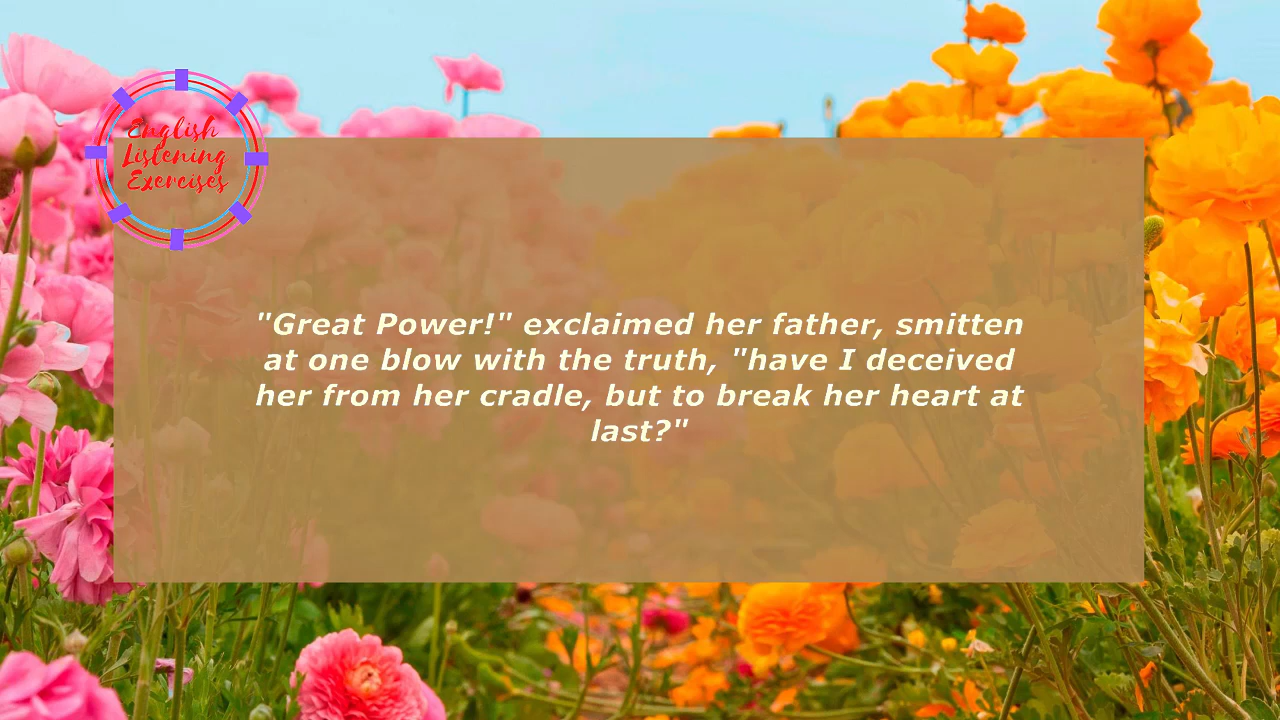 English
Listening
Exercises
"Great Power!" exclaimed her father, smitten
at one blow with the truth, "have I deceived
her from her cradle, but to break her heart at
last?"